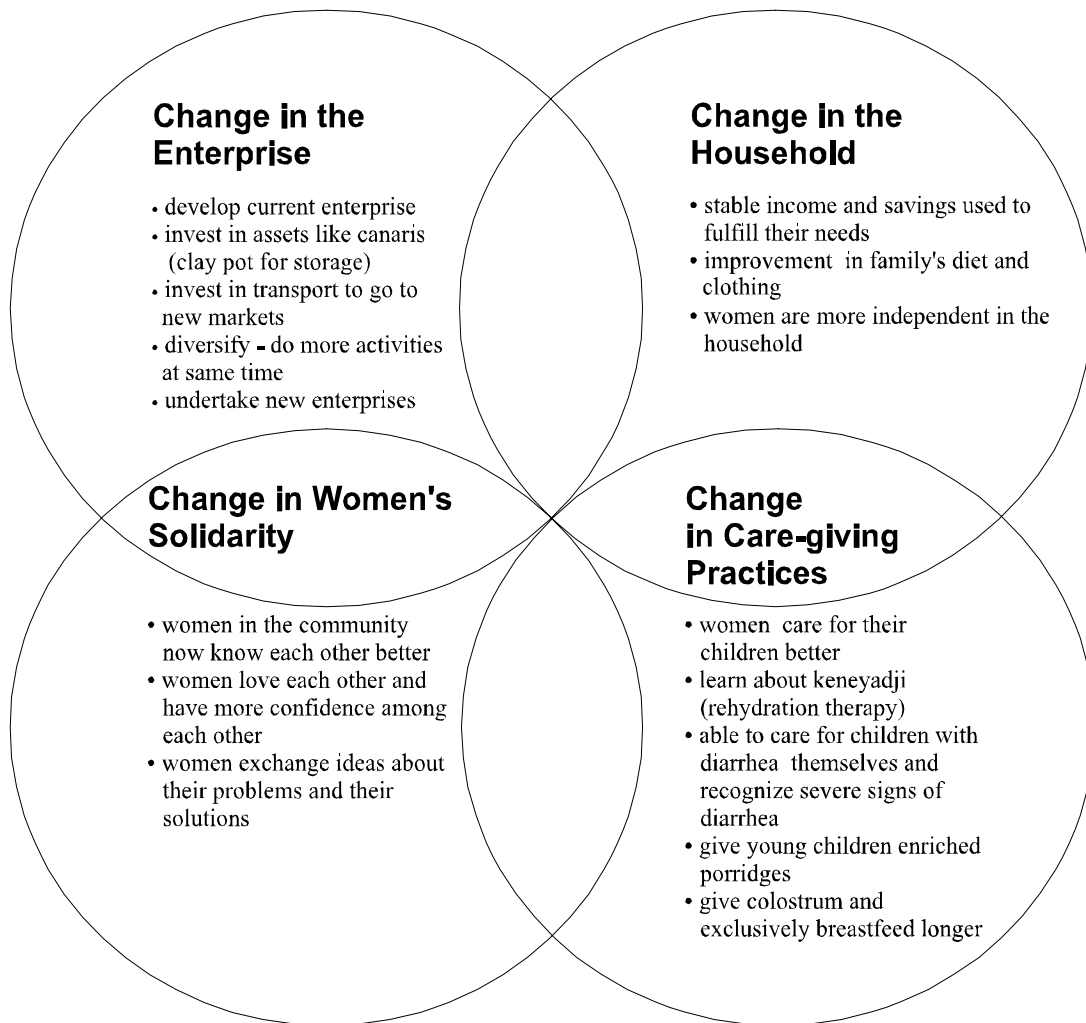 Change in the
Enterprise
• develop current enterprise
• invest in assets like canaris
(clay pot for storage)
• invest in transport to go to
new markets
• diversify - do more activities
at same time
• undertake new enterprises
Change in the
Household
• stable income and savings used to
fulfill their needs
• improvement in family's diet and
clothing
• women are more independent in the
household
Change in Women's
Solidarity
• women in the community
now know each other better
• women love each other and
have more confidence among
each other
• women exchange ideas about
their problems and their
solutions
Change
in Care-giving
Practices
• women care for their
children better
• learn about keneyadji
(rehydration therapy)
• able to care for children with
diarrhea themselves and
recognize severe signs of
diarrhea
• give young children enriched
porridges
• give colostrum and
exclusively breastfeed longer